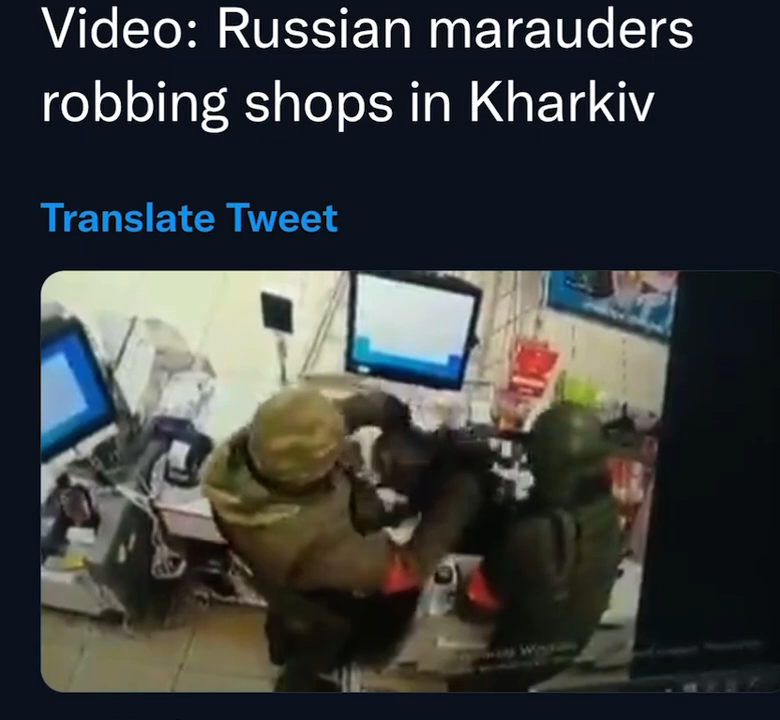 Video: Russian marauders
robbing shops in Kharkiv
Translate Tweet